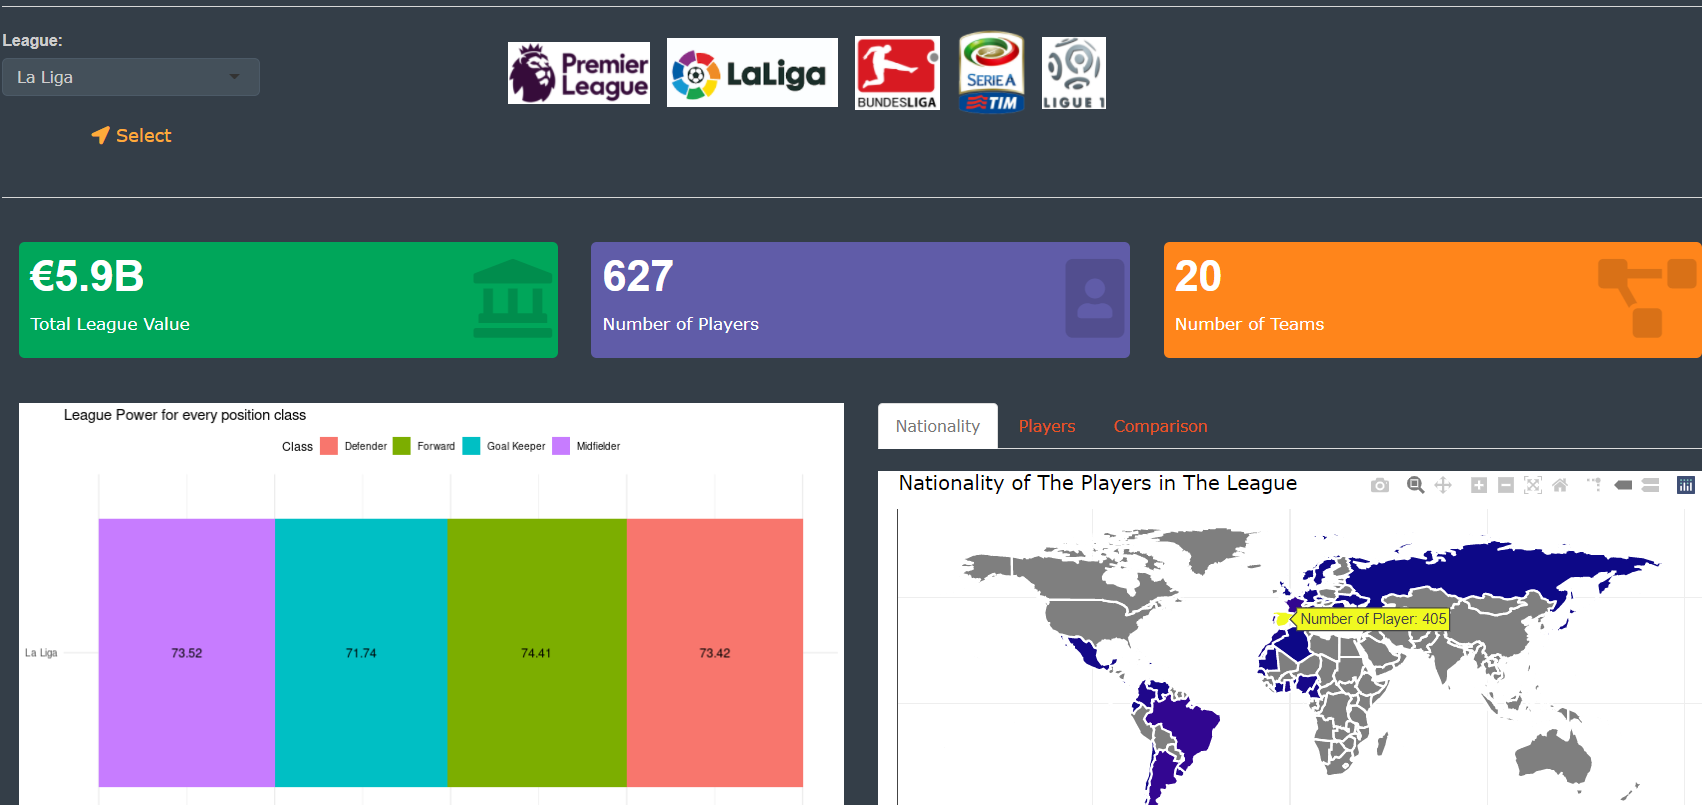 League:
La Liga
Select
Premier League
LaLiga
BUNDESLIGA
SERIE A
TIM
LIGUE 1
€5.9B
Total League Value
627
Number of Players
20
Number of Teams
League Power for every position class
Class Defender Forward Goal Keeper Midfielder
La Liga 73.52 71.74 74.41 73.42
Nationality Players Comparison
Nationality of The Players in The League
Number of Player: 405